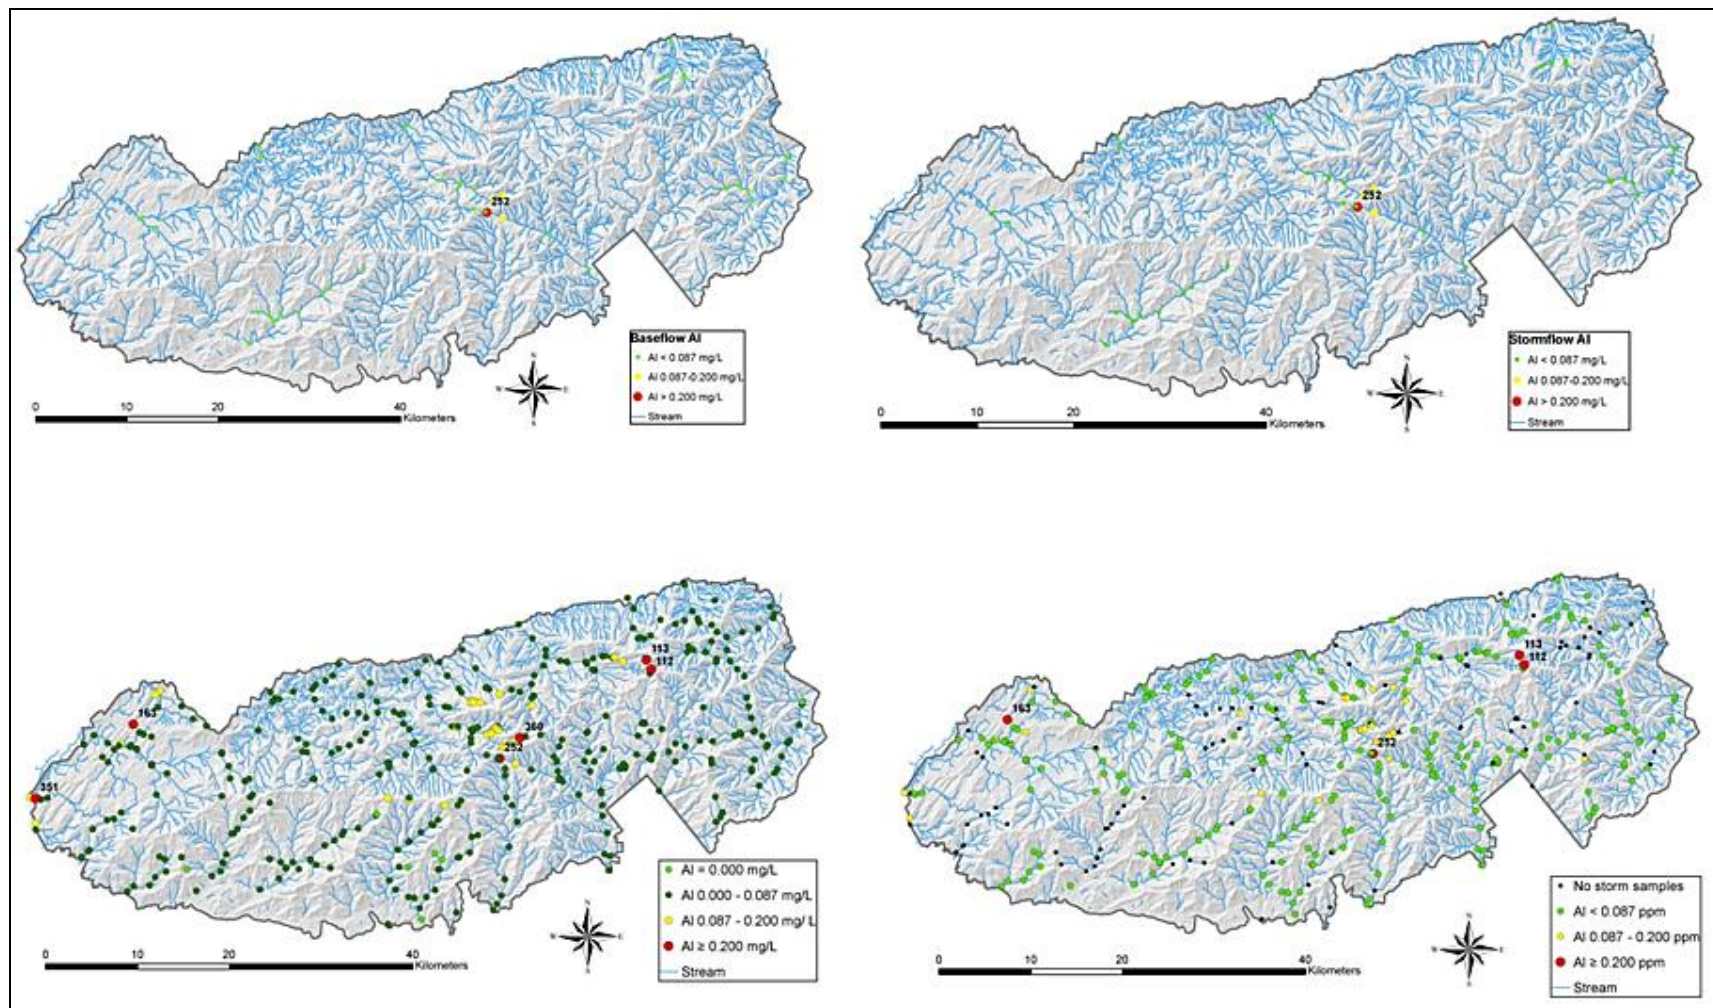 252
Baseflow Al
Al < 0.087 mg/L
Al 0.087-0.200 mg/L
Al > 0.200 mg/L
Stream
N
W E
S
0 10 20 40
Kilometers
252
Stormflow Al
Al < 0.087 mg/L
Al 0.087-0.200 mg/L
Al > 0.200 mg/L
Stream
N
W E
S
0 10 20 40
Kilometers
113
112
163
360
252
351
Al = 0.000 mg/L
Al 0.000 - 0.087 mg/L
Al 0.087 - 0.200 mg/ L
Al ≥ 0.200 mg/L
Stream
N
W E
S
0 10 20 40
Kilometers
113
112
163
252
No storm samples
Al < 0.087 ppm
Al 0.087 - 0.200 ppm
Al ≥ 0.200 ppm
Stream
N
W E
S
0 10 20 40
Kilometers